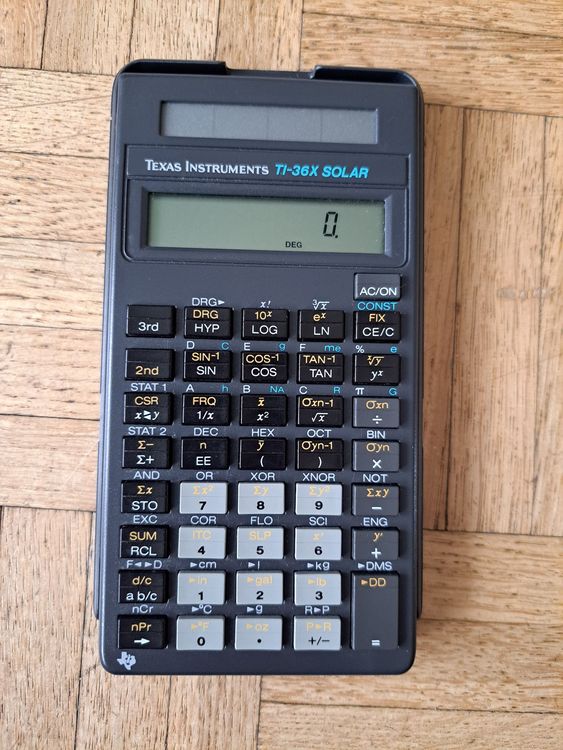 TEXAS INSTRUMENTS TI-36X SOLAR
0.
DEG
AC/ON
DRG► x! ∛x CONST
DRG 10ˣ eˣ FIX
3rd HYP LOG LN CE/C
D C E g F me % e
SIN-1 COS-1 TAN-1 ˣ√y
2nd SIN COS TAN yˣ
STAT 1 A h B NA C R π G
CSR FRQ x̄ σxn-1 σxn
x⇆y 1/x x² √x ÷
STAT 2 DEC HEX OCT BIN
Σ− n ȳ σyn-1 σyn
Σ+ EE ( ) ×
AND OR XOR XNOR NOT
Σx Σx² Σy Σy² Σxy
STO 7 8 9 −
EXC COR FLO SCI ENG
SUM ITC SLP x' y'
RCL 4 5 6 +
F◄►D ►cm ►l ►kg ►DMS
d/c ►in ►gal ►lb ►DD
a b/c 1 2 3
nCr ►°C ►g R►P
nPr ►°F ►oz P►R
→ 0 . +/− =